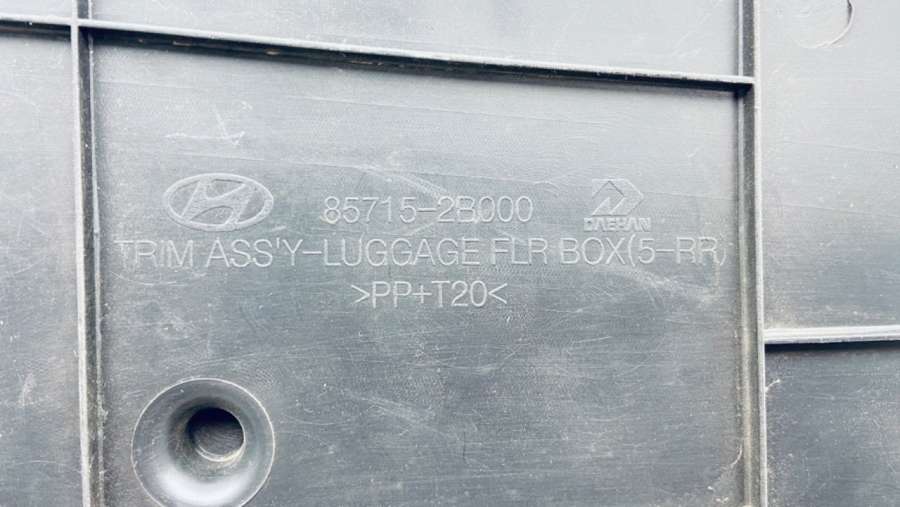 85715-2B000
DAEHAN
TRIM ASS'Y-LUGGAGE FLR BOX(5-RR)
>PP+T20<